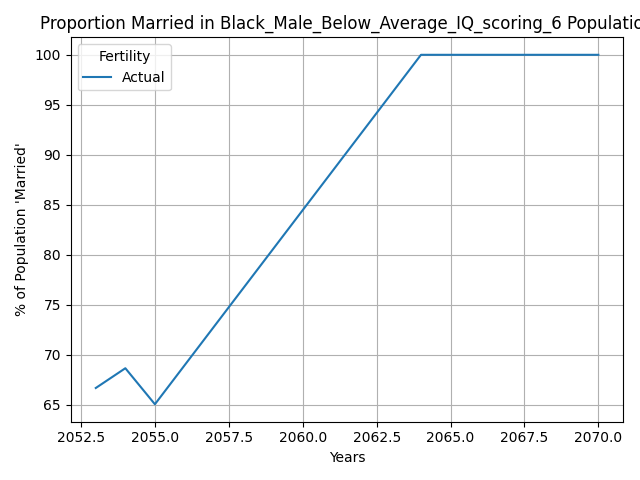 Proportion Married in Black_Male_Below_Average_IQ_scoring_6 Populatio
Fertility
Actual
100
95
90
85
80
75
70
65
% of Population 'Married'
2052.5 2055.0 2057.5 2060.0 2062.5 2065.0 2067.5 2070.0
Years